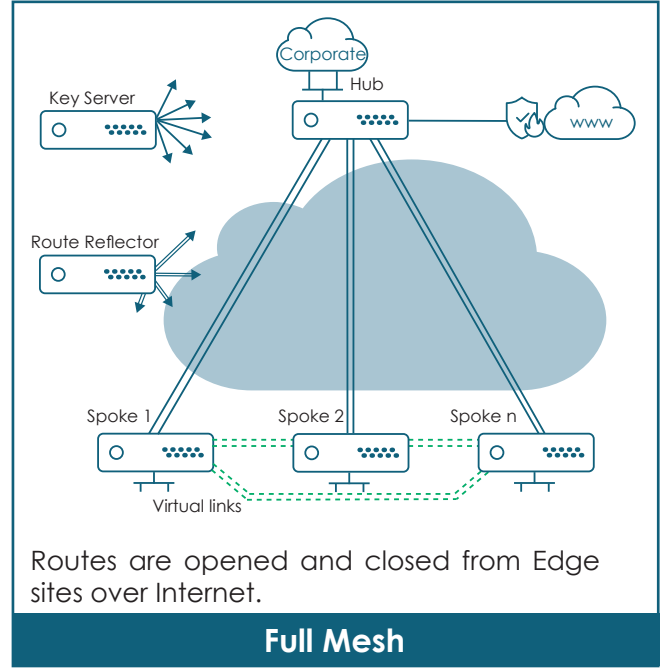 Corporate
Hub
Key Server
www
Route Reflector
Spoke 1
Spoke 2
Spoke n
Virtual links
Routes are opened and closed from Edge
sites over Internet.
Full Mesh